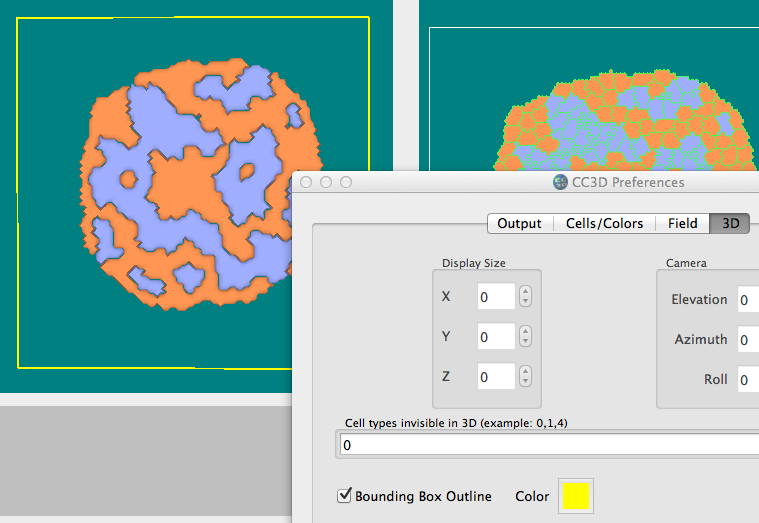 CC3D Preferences
Output Cells/Colors Field 3D
Display Size Camera
X 0 Elevation 0
Y 0 Azimuth 0
Z 0 Roll 0
Cell types invisible in 3D (example: 0,1,4)
0
Bounding Box Outline Color